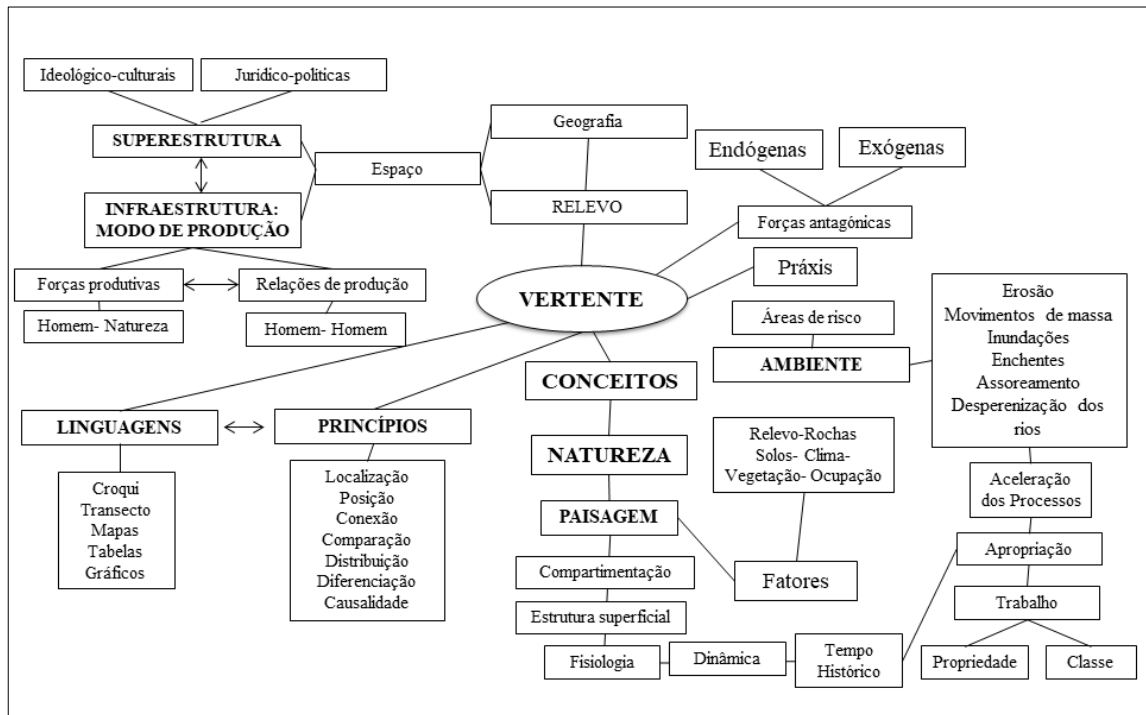 Ideológico-culturais
Jurídico-políticas
SUPERESTRUTURA
INFRAESTRUTURA:
MODO DE PRODUÇÃO
Forças produtivas
Relações de produção
Homem- Natureza
Homem- Homem
Espaço
Geografia
RELEVO
Endógenas
Exógenas
Forças antagónicas
Práxis
VERTENTE
Áreas de risco
AMBIENTE
Erosão
Movimentos de massa
Inundações
Enchentes
Assoreamento
Desperenização dos
rios
LINGUAGENS
PRINCÍPIOS
Croqui
Transecto
Mapas
Tabelas
Gráficos
Localização
Posição
Conexão
Comparação
Distribuição
Diferenciação
Causalidade
CONCEITOS
NATUREZA
PAISAGEM
Compartimentação
Estrutura superficial
Fisiologia
Dinâmica
Tempo
Histórico
Relevo-Rochas
Solos- Clima-
Vegetação- Ocupação
Fatores
Aceleração
dos Processos
Apropriação
Trabalho
Propriedade
Classe